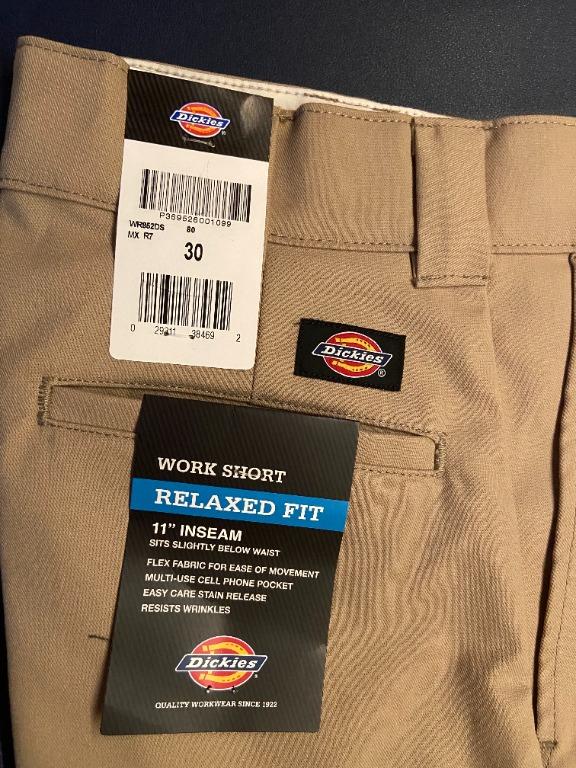 Dickies
P369526001099
WR852DS 80
MX R7
30
0 29311 38469 2
Dickies
®
WORK SHORT
RELAXED FIT
11" INSEAM
SITS SLIGHTLY BELOW WAIST
FLEX FABRIC FOR EASE OF MOVEMENT
MULTI-USE CELL PHONE POCKET
EASY CARE STAIN RELEASE
RESISTS WRINKLES
Dickies
QUALITY WORKWEAR SINCE 1922